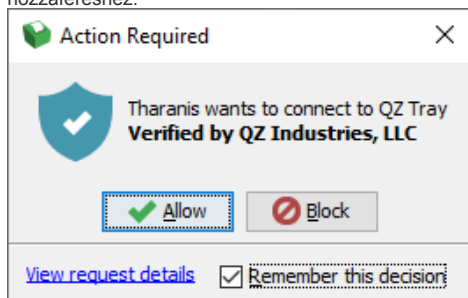 hozzáféréshez.
Action Required
Tharanis wants to connect to QZ Tray
Verified by QZ Industries, LLC
Allow
Block
View request details
Remember this decision